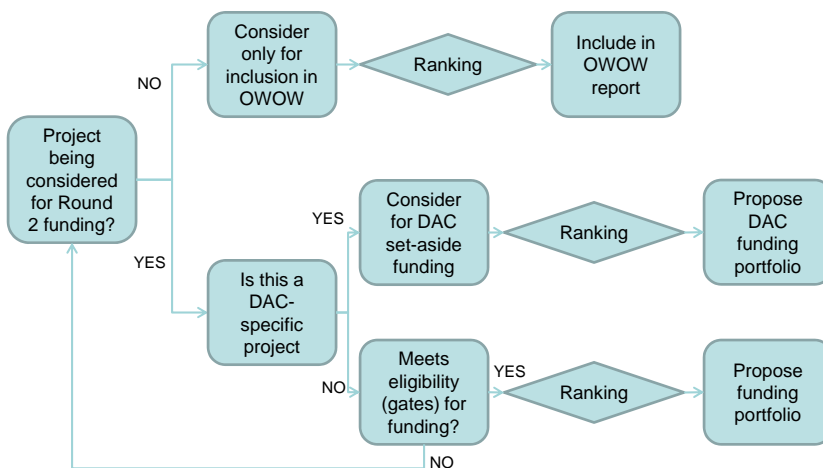 Consider
only for
inclusion in
OWOW
Ranking
Include in
OWOW
report
NO
Project
being
considered
for Round
2 funding?
YES
Is this a
DAC-
specific
project
YES
Consider
for DAC
set-aside
funding
Ranking
Propose
DAC
funding
portfolio
NO
Meets
eligibility
(gates) for
funding?
YES
Ranking
Propose
funding
portfolio
NO